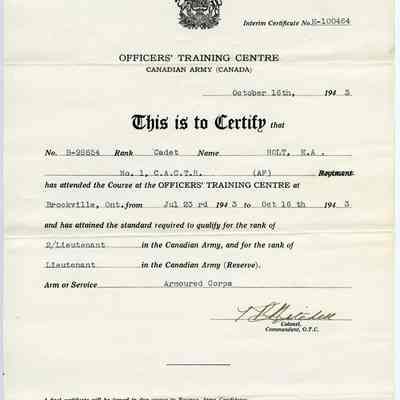 Interim Certificate No. E-100464
OFFICERS' TRAINING CENTRE
CANADIAN ARMY (CANADA)
October 16th, 1943
This is to Certify that
No. B-28654 Rank Cadet Name HOLT, E.A.
No. 1, C.A.C.T.R. (AF) Regiment
has attended the Course at the OFFICERS' TRAINING CENTRE at
Brockville, Ont. from Jul 23 rd 1943 to Oct 16 th 1943
and has attained the standard required to qualify for the rank of
2/Lieutenant in the Canadian Army, and for the rank of
Lieutenant in the Canadian Army (Reserve).
Arm or Service Armoured Corps
Mitchell
Colonel,
Commandant, O.T.C.